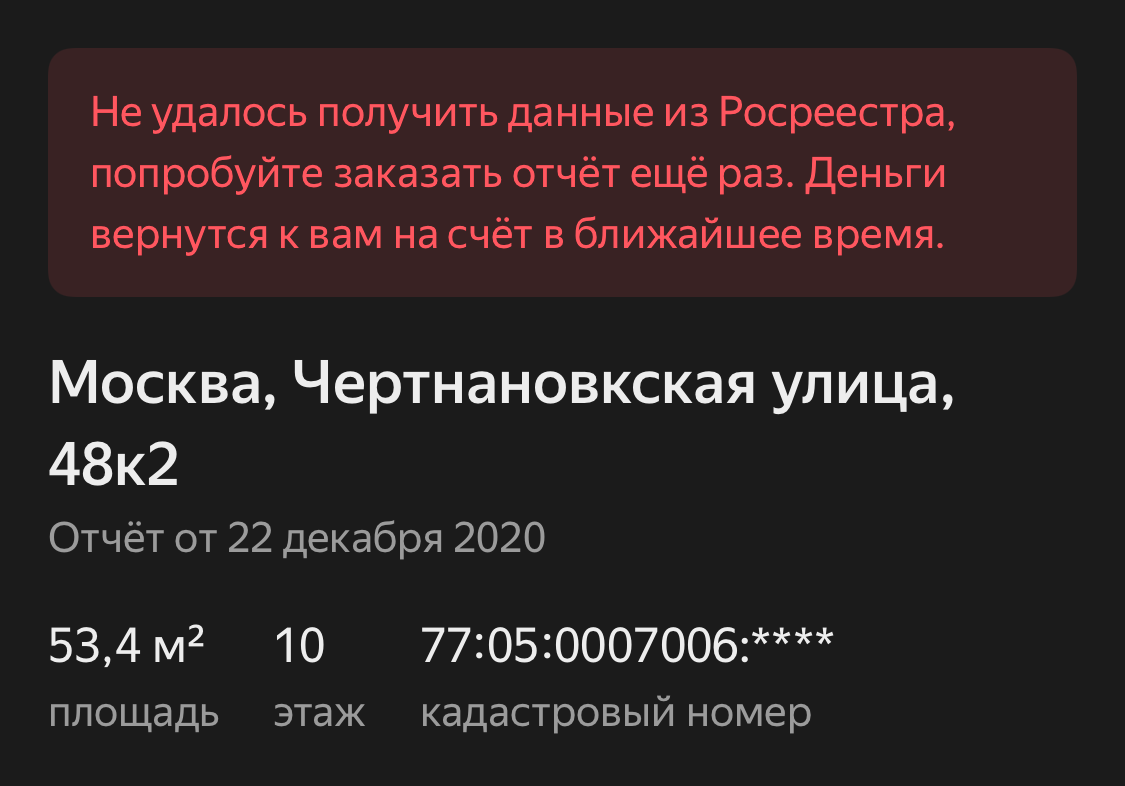 Не удалось получить данные из Росреестра,
попробуйте заказать отчёт ещё раз. Деньги
вернутся к вам на счёт в ближайшее время.
Москва, Чертнановкская улица,
48к2
Отчёт от 22 декабря 2020
53,4 м² 10 77:05:0007006:****
площадь этаж кадастровый номер